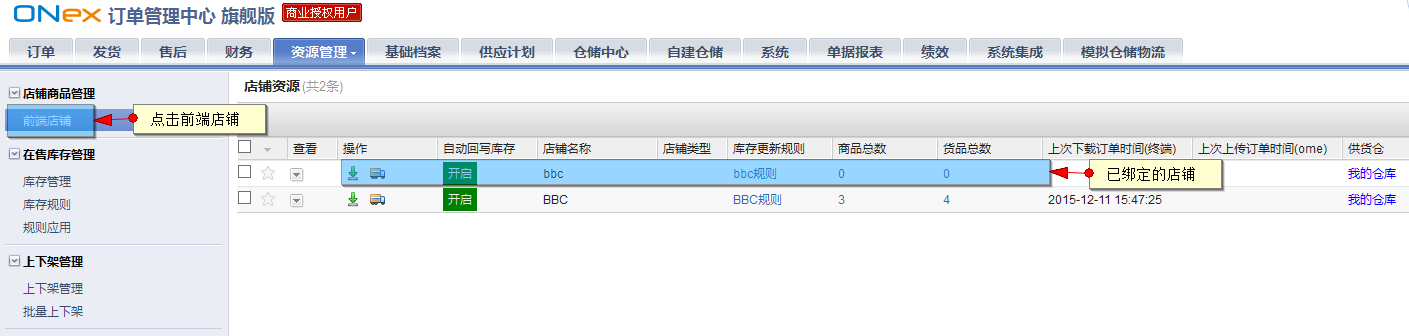 ONex 订单管理中心 旗舰版 商业授权用户
订单 发货 售后 财务 资源管理 基础档案 供应计划 仓储中心 自建仓储 系统 单据报表 绩效 系统集成 模拟仓储物流
店铺商品管理
前端店铺
点击前端店铺
在售库存管理
库存管理
库存规则
规则应用
上下架管理
上下架管理
批量上下架
店铺资源(共2条)
查看 操作 自动回写库存 店铺名称 店铺类型 库存更新规则 商品总数 货品总数 上次下载订单时间(终端) 上次上传订单时间(ome) 供货仓
开启 bbc bbc规则 0 0 已绑定的店铺 我的仓库
开启 BBC BBC规则 3 4 2015-12-11 15:47:25 我的仓库